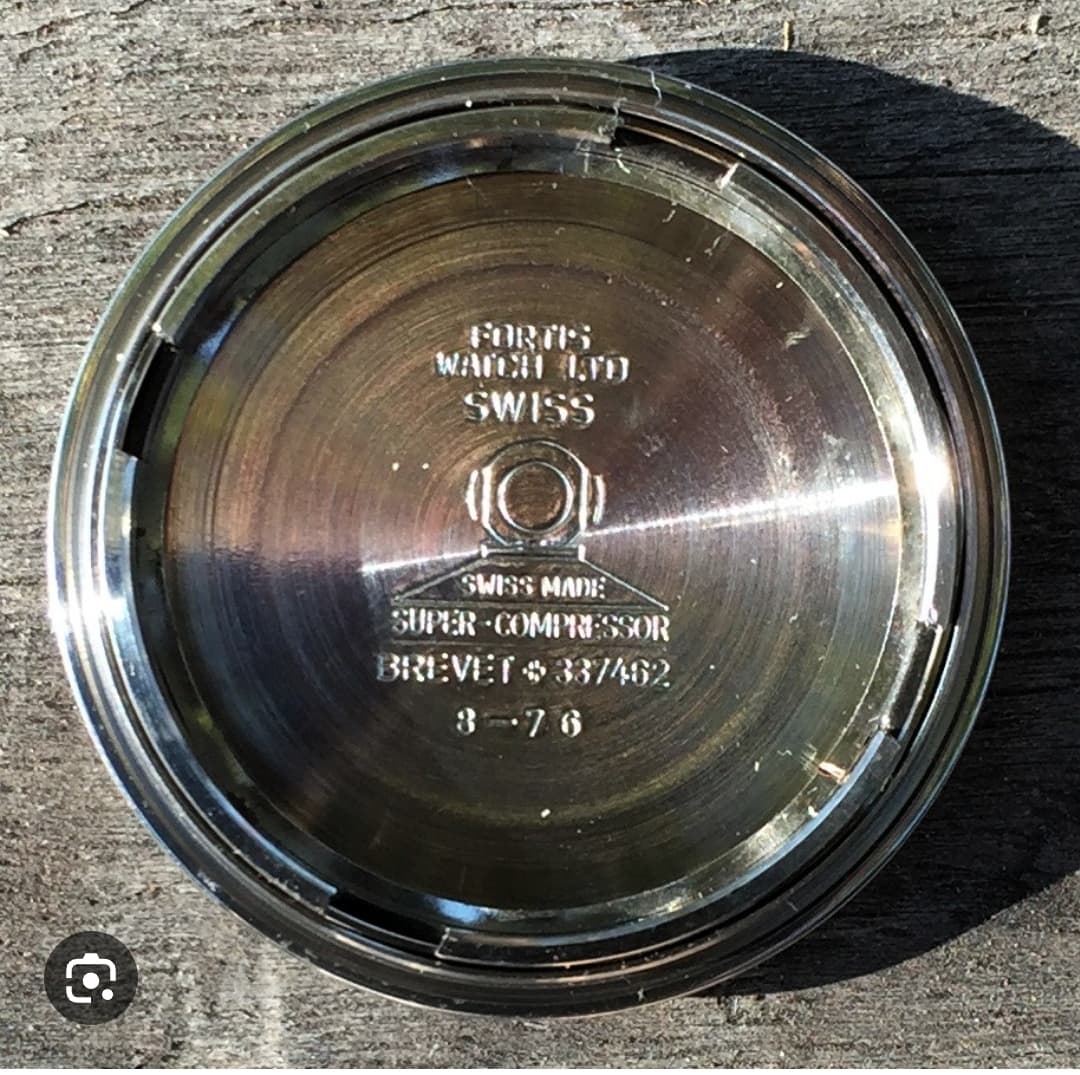 FORTIS
WATCH LTD
SWISS
SWISS MADE
SUPER-COMPRESSOR
BREVET ✠ 337462
8-·76